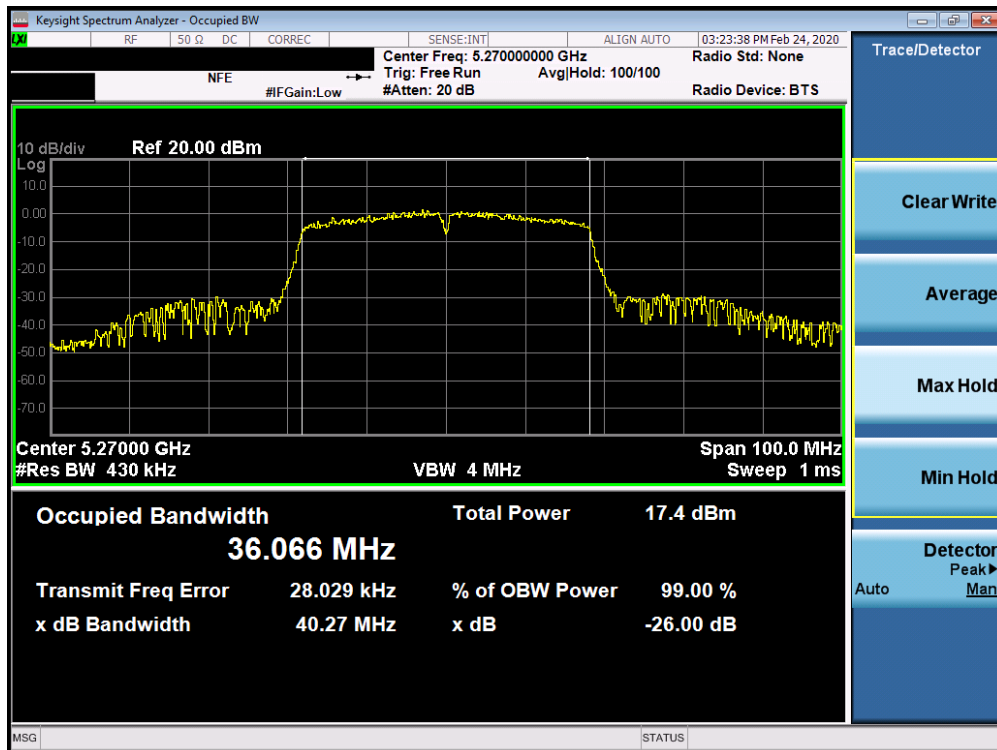 Keysight Spectrum Analyzer - Occupied BW
LXI RF 50 Ω DC CORREC SENSE:INT ALIGN AUTO 03:23:38 PM Feb 24, 2020
Center Freq: 5.270000000 GHz Radio Std: None
NFE Trig: Free Run Avg|Hold: 100/100
#IFGain:Low #Atten: 20 dB Radio Device: BTS
10 dB/div Ref 20.00 dBm
Log
10.0
0.00
-10.0
-20.0
-30.0
-40.0
-50.0
-60.0
-70.0
Center 5.27000 GHz Span 100.0 MHz
#Res BW 430 kHz VBW 4 MHz Sweep 1 ms
Occupied Bandwidth Total Power 17.4 dBm
36.066 MHz
Transmit Freq Error 28.029 kHz % of OBW Power 99.00 %
x dB Bandwidth 40.27 MHz x dB -26.00 dB
MSG STATUS
Trace/Detector
Clear Write
Average
Max Hold
Min Hold
Detector
Peak▶
Auto Man